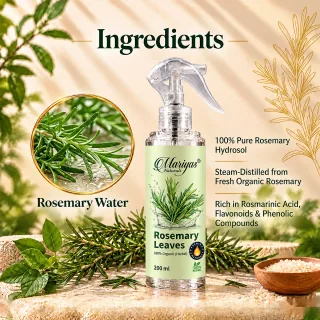 Ingredients
100% Pure Rosemary
Hydrosol
Steam-Distilled from
Fresh Organic Rosemary
Rich in Rosmarinic Acid,
Flavonoids & Phenolic
Compounds
Rosemary Water
Mariyas®
Rosemary
Leaves
200 ml